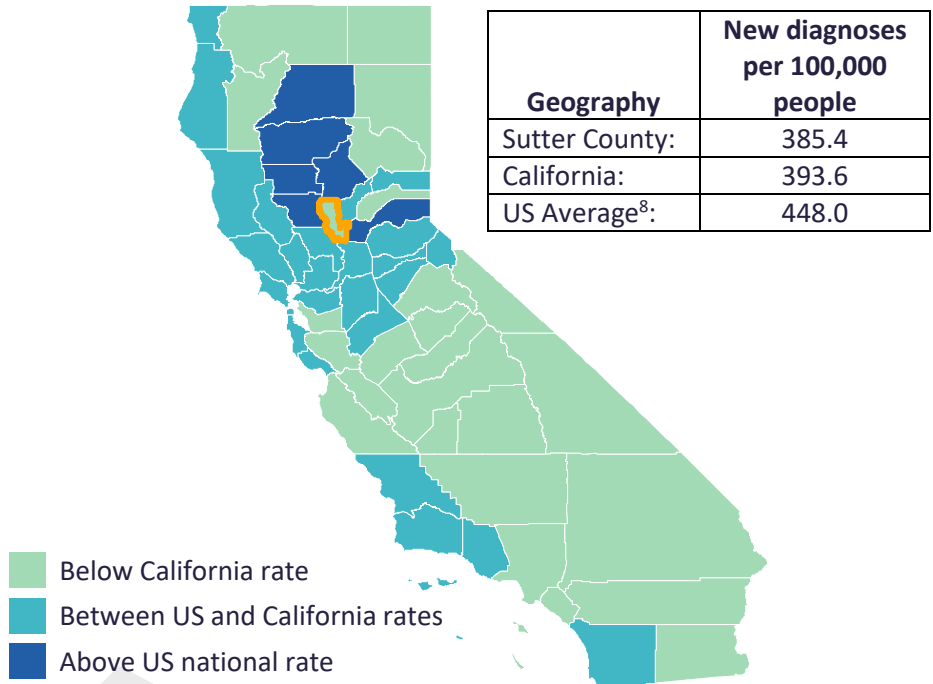 New diagnoses
per 100,000
Geography people
Sutter County: 385.4
California: 393.6
US Average⁸: 448.0
Below California rate
Between US and California rates
Above US national rate